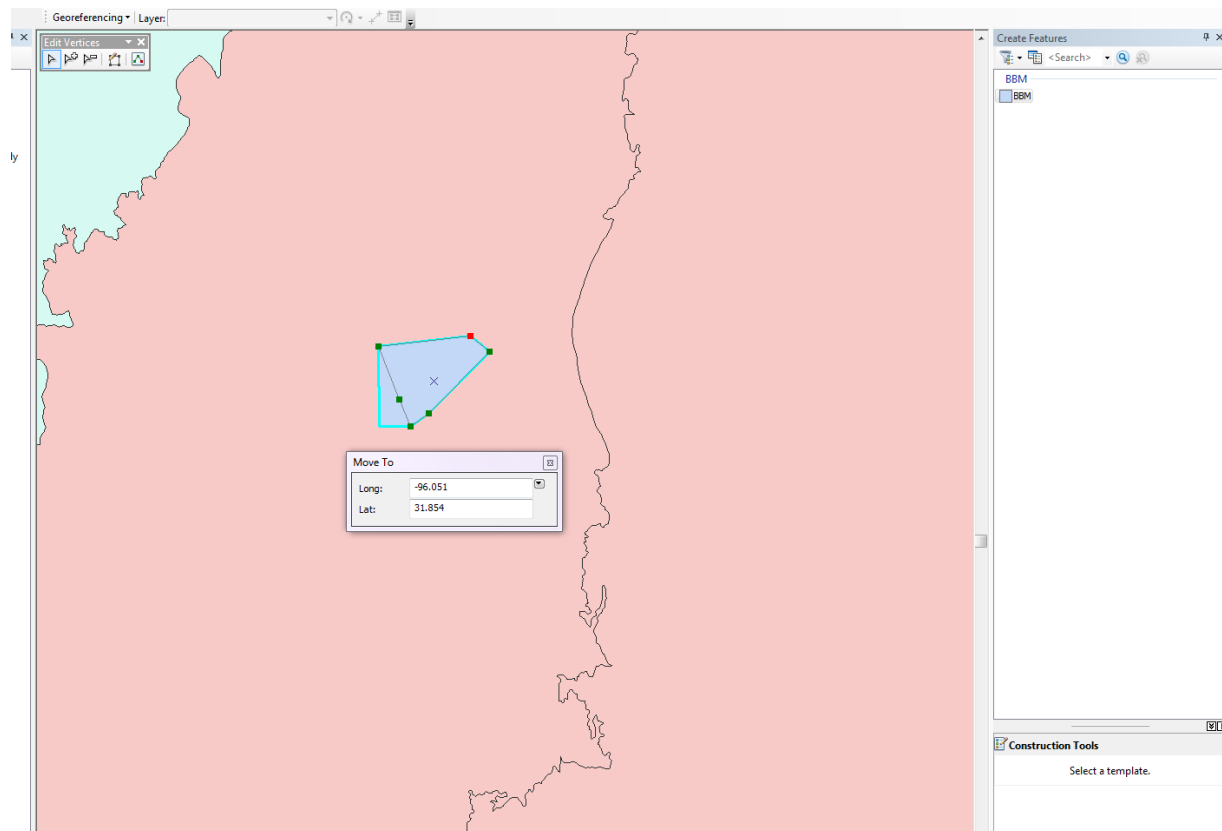 Georeferencing Layer:
Edit Vertices
Create Features
<Search>
BBM
BBM
ly
Move To
Long: -96.051
Lat: 31.854
Construction Tools
Select a template.